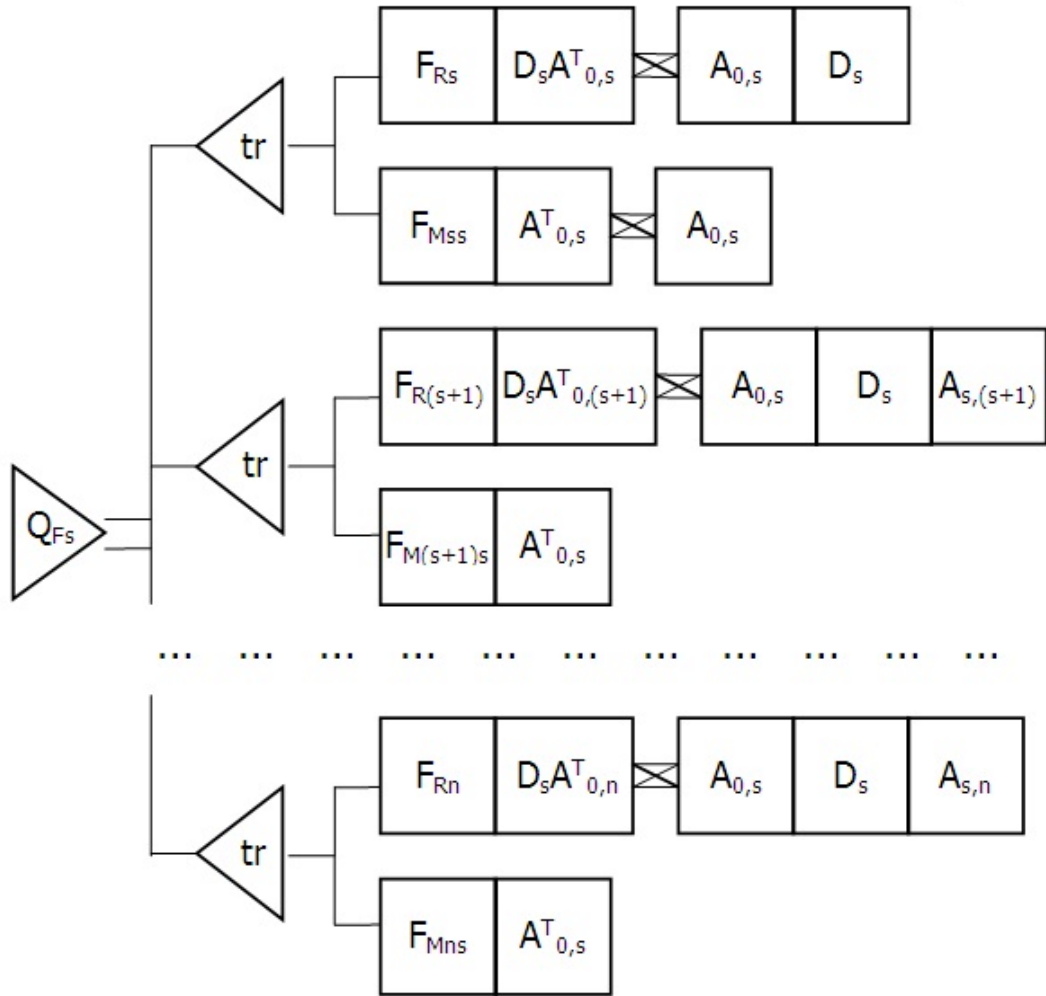 F_Rs D_sA^T_0,s A_0,s D_s
tr
F_Mss A^T_0,s A_0,s
F_R(s+1) D_sA^T_0,(s+1) A_0,s D_s A_s,(s+1)
tr
Q_Fs
F_M(s+1)s A^T_0,s
... ... ... ... ... ... ... ... ... ... ...
F_Rn D_sA^T_0,n A_0,s D_s A_s,n
tr
F_Mns A^T_0,s